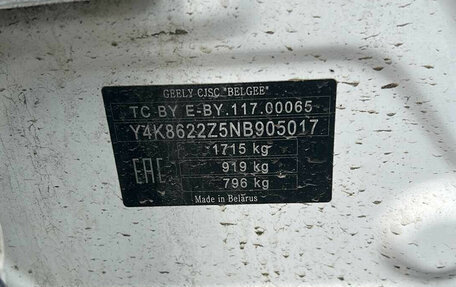 GEELY CJSC "BELGEE"
TC BY E-BY.117.00065
Y4K8622Z5NB905017
1715 kg
EAC 919 kg
796 kg
Made in Belarus